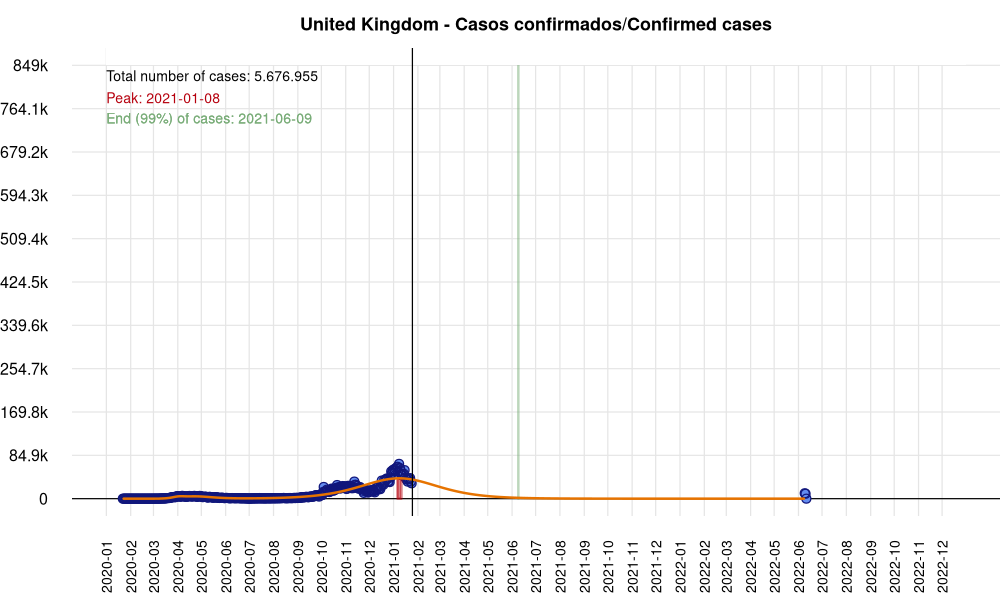 United Kingdom - Casos confirmados/Confirmed cases
849k
Total number of cases: 5.676.955
Peak: 2021-01-08
764.1k
End (99%) of cases: 2021-06-09
679.2k
594.3k
509.4k
424.5k
339.6k
254.7k
169.8k
84.9k
0
2020-01
2020-02
2020-03
2020-04
2020-05
2020-06
2020-07
2020-08
2020-09
2020-10
2020-11
2020-12
2021-01
2021-02
2021-03
2021-04
2021-05
2021-06
2021-07
2021-08
2021-09
2021-10
2021-11
2021-12
2022-01
2022-02
2022-03
2022-04
2022-05
2022-06
2022-07
2022-08
2022-09
2022-10
2022-11
2022-12